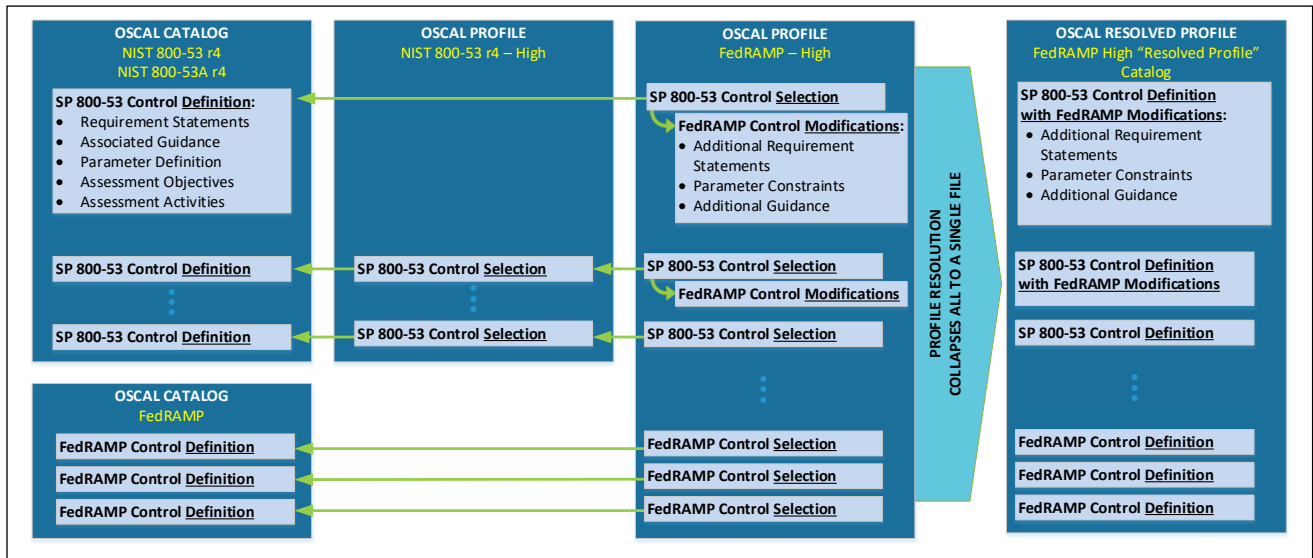 OSCAL CATALOG
NIST 800-53 r4
NIST 800-53A r4
SP 800-53 Control Definition:
• Requirement Statements
• Associated Guidance
• Parameter Definition
• Assessment Objectives
• Assessment Activities
SP 800-53 Control Definition
SP 800-53 Control Definition
OSCAL CATALOG
FedRAMP
FedRAMP Control Definition
FedRAMP Control Definition
FedRAMP Control Definition
OSCAL PROFILE
NIST 800-53 r4 – High
SP 800-53 Control Selection
SP 800-53 Control Selection
OSCAL PROFILE
FedRAMP – High
SP 800-53 Control Selection
FedRAMP Control Modifications:
• Additional Requirement
Statements
• Parameter Constraints
• Additional Guidance
SP 800-53 Control Selection
FedRAMP Control Modifications
SP 800-53 Control Selection
FedRAMP Control Selection
FedRAMP Control Selection
FedRAMP Control Selection
PROFILE RESOLUTION
COLLAPSES ALL TO A SINGLE FILE
OSCAL RESOLVED PROFILE
FedRAMP High “Resolved Profile”
Catalog
SP 800-53 Control Definition
with FedRAMP Modifications:
• Additional Requirement
Statements
• Parameter Constraints
• Additional Guidance
SP 800-53 Control Definition
with FedRAMP Modifications
SP 800-53 Control Definition
FedRAMP Control Definition
FedRAMP Control Definition
FedRAMP Control Definition